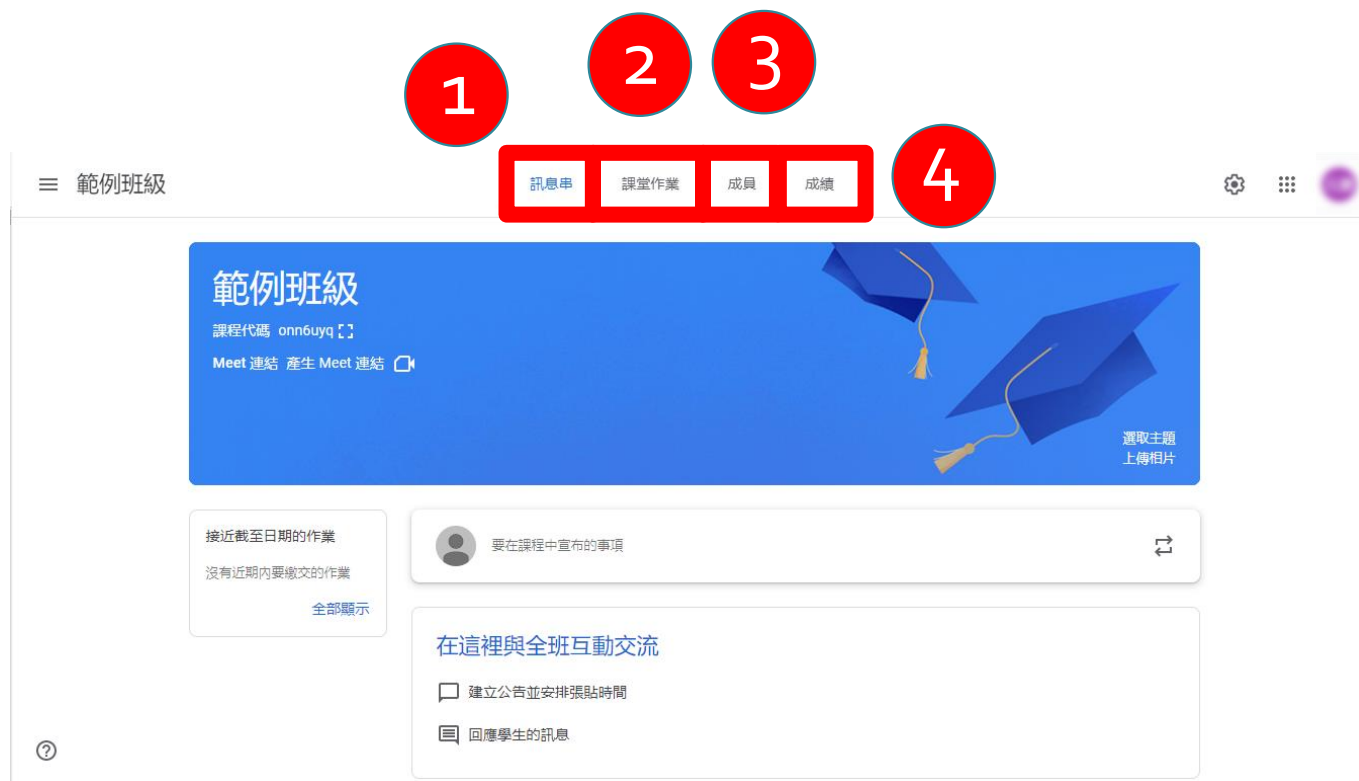 1
2
3
4
範例班級
訊息串 課堂作業 成員 成績
範例班級
課程代碼 onn6uyq
Meet 連結 產生 Meet 連結
選取主題
上傳相片
接近截至日期的作業
沒有近期內要繳交的作業
全部顯示
要在課程中宣布的事項
在這裡與全班互動交流
建立公告並安排張貼時間
回應學生的訊息